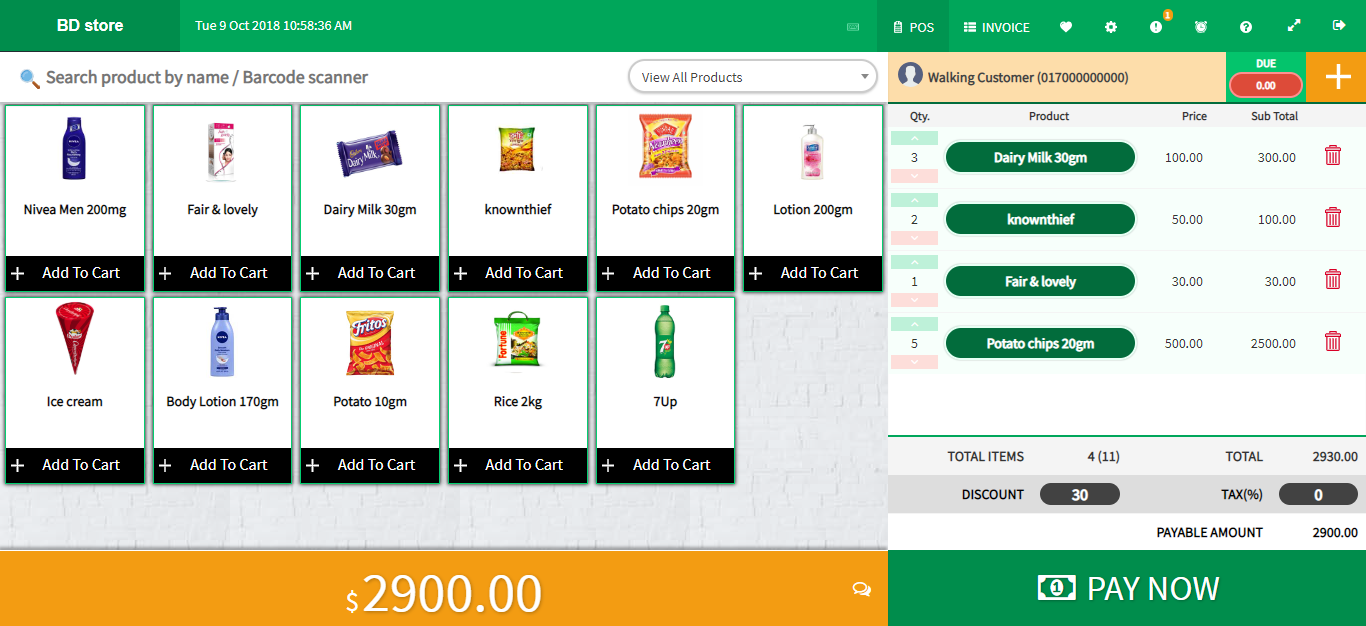 BD store
Tue 9 Oct 2018 10:58:36 AM
POS
INVOICE
1
Search product by name / Barcode scanner
View All Products
Walking Customer (017000000000)
DUE
0.00
Qty. Product Price Sub Total
3 Dairy Milk 30gm 100.00 300.00
2 knownthief 50.00 100.00
1 Fair & lovely 30.00 30.00
5 Potato chips 20gm 500.00 2500.00
Nivea Men 200mg
Fair & lovely
Dairy Milk
Dairy Milk 30gm
knownthief
Potato chips 20gm
Lotion 200gm
Add To Cart
Add To Cart
Add To Cart
Add To Cart
Add To Cart
Add To Cart
NIVEA
Fritos
Fortune
7
Ice cream
Body Lotion 170gm
Potato 10gm
Rice 2kg
7Up
Add To Cart
Add To Cart
Add To Cart
Add To Cart
Add To Cart
TOTAL ITEMS 4 (11) TOTAL 2930.00
DISCOUNT 30 TAX(%) 0
PAYABLE AMOUNT 2900.00
$2900.00
1 PAY NOW